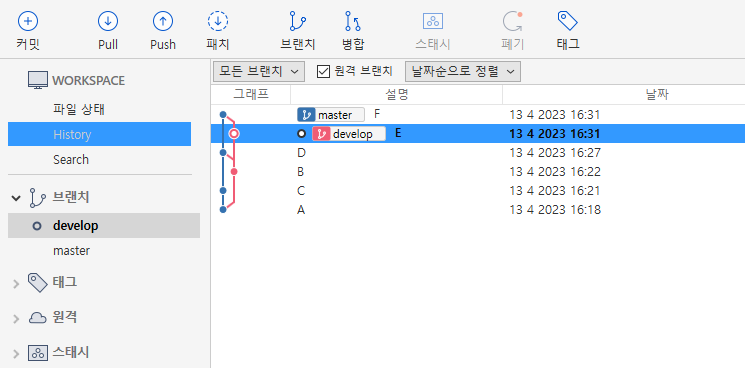 커밋 Pull Push 패치 브랜치 병합 스태시 폐기 태그
모든 브랜치 원격 브랜치 날짜순으로 정렬
WORKSPACE
파일 상태
History
Search
브랜치
develop
master
태그
원격
스태시
그래프 설명 날짜
master F 13 4 2023 16:31
develop E 13 4 2023 16:31
D 13 4 2023 16:27
B 13 4 2023 16:22
C 13 4 2023 16:21
A 13 4 2023 16:18